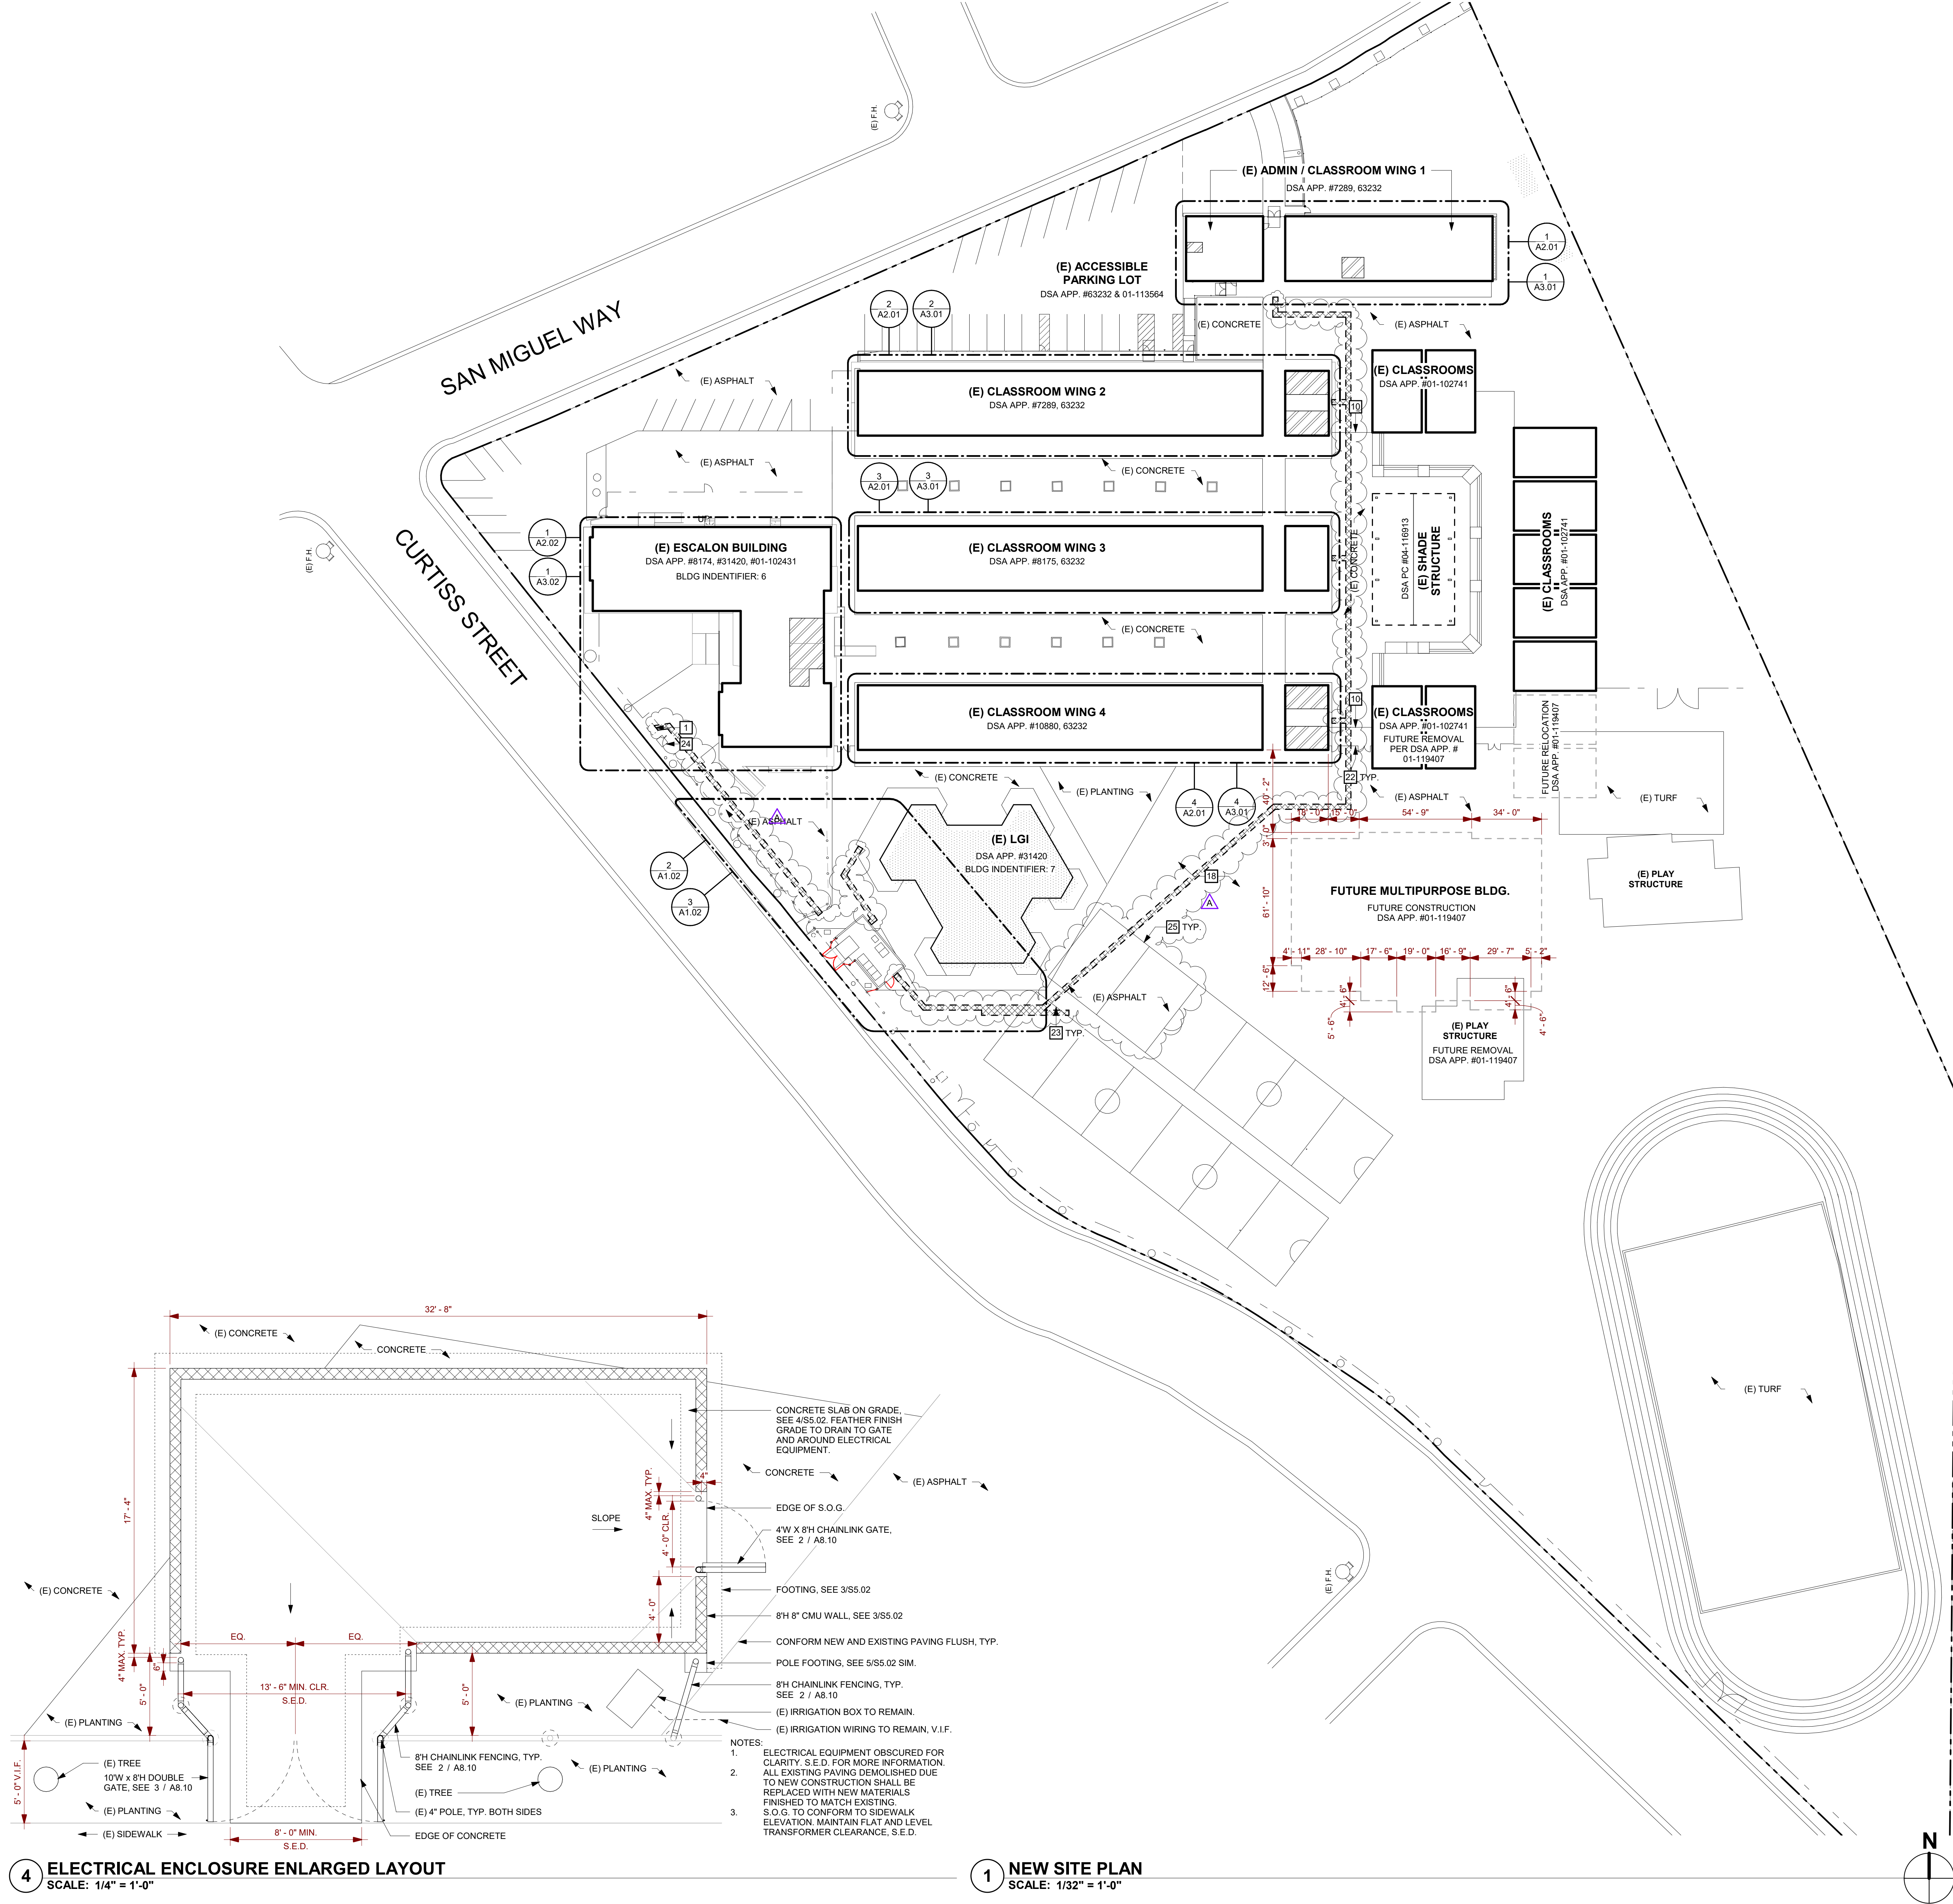 (E) F.H.
(E) ADMIN / CLASSROOM WING 1
DSA APP. #7289, 63232
1
A2.01
1
A3.01
(E) ACCESSIBLE
PARKING LOT
DSA APP. #63232 & 01-113564
2
A2.01
2
A3.01
(E) CONCRETE
(E) ASPHALT
SAN MIGUEL WAY
(E) ASPHALT
(E) CLASSROOM WING 2
DSA APP. #7289, 63232
10
(E) CLASSROOMS
DSA APP. #01-102741
(E) ASPHALT
(E) CONCRETE
3
A2.01
3
A3.01
CURTISS STREET
(E) F.H.
1
A2.02
1
A3.02
UP
(E) ESCALON BUILDING
DSA APP. #8174, #31420, #01-102431
BLDG INDENTIFIER: 6
(E) CLASSROOM WING 3
DSA APP. #8175, 63232
(E) CONCRETE
DSA PC #04-116913
(E) SHADE
STRUCTURE
(E) CLASSROOMS
DSA APP. #01-102741
(E) CONCRETE
1
24
(E) CLASSROOM WING 4
DSA APP. #10880, 63232
10
(E) CLASSROOMS
DSA APP. #01-102741
FUTURE REMOVAL
PER DSA APP. #
01-119407
FUTURE RELOCATION
DSA APP. #01-119407
(E) CONCRETE
(E) PLANTING
4
A2.01
4
A3.01
22 TYP.
(E) ASPHALT
(E) TURF
40' - 2"
18' - 0"
15' - 0"
54' - 9"
34' - 0"
3' - 0"
A
(E) ASPHALT
(E) LGI
DSA APP. #31420
BLDG INDENTIFIER: 7
2
A1.02
3
A1.02
18
A
25 TYP.
61' - 10"
FUTURE MULTIPURPOSE BLDG.
FUTURE CONSTRUCTION
DSA APP. #01-119407
(E) PLAY
STRUCTURE
4' - 11"
28' - 10"
17' - 6"
19' - 0"
16' - 9"
29' - 7"
5' - 2"
12' - 6"
4' - 6"
4' - 6"
5' - 6"
4' - 6"
(E) ASPHALT
23 TYP.
(E) PLAY
STRUCTURE
FUTURE REMOVAL
DSA APP. #01-119407
(E) TURF
(E) F.H.
32' - 8"
(E) CONCRETE
CONCRETE
CONCRETE SLAB ON GRADE,
SEE 4/S5.02. FEATHER FINISH
GRADE TO DRAIN TO GATE
AND AROUND ELECTRICAL
EQUIPMENT.
CONCRETE
(E) ASPHALT
17' - 4"
4" MAX. TYP.
4"
EDGE OF S.O.G.
SLOPE
4' - 0" CLR.
4'W X 8'H CHAINLINK GATE,
SEE 2 / A8.10
(E) CONCRETE
FOOTING, SEE 3/S5.02
4' - 0"
8'H 8" CMU WALL, SEE 3/S5.02
EQ.
EQ.
CONFORM NEW AND EXISTING PAVING FLUSH, TYP.
4" MAX. TYP.
6"
POLE FOOTING, SEE 5/S5.02 SIM.
13' - 6" MIN. CLR.
S.E.D.
5' - 0"
5' - 0"
8'H CHAINLINK FENCING, TYP.
SEE 2 / A8.10
(E) PLANTING
(E) IRRIGATION BOX TO REMAIN.
(E) PLANTING
(E) IRRIGATION WIRING TO REMAIN, V.I.F.
NOTES:
1. ELECTRICAL EQUIPMENT OBSCURED FOR
CLARITY. S.E.D. FOR MORE INFORMATION.
2. ALL EXISTING PAVING DEMOLISHED DUE
TO NEW CONSTRUCTION SHALL BE
REPLACED WITH NEW MATERIALS
FINISHED TO MATCH EXISTING.
3. S.O.G. TO CONFORM TO SIDEWALK
ELEVATION. MAINTAIN FLAT AND LEVEL
TRANSFORMER CLEARANCE, S.E.D.
8'H CHAINLINK FENCING, TYP.
SEE 2 / A8.10
(E) PLANTING
5' - 0" V.I.F.
(E) TREE
10'W x 8'H DOUBLE
GATE, SEE 3 / A8.10
(E) TREE
(E) PLANTING
(E) 4" POLE, TYP. BOTH SIDES
(E) SIDEWALK
8' - 0" MIN.
S.E.D.
EDGE OF CONCRETE
4
ELECTRICAL ENCLOSURE ENLARGED LAYOUT
SCALE: 1/4" = 1'-0"
1
NEW SITE PLAN
SCALE: 1/32" = 1'-0"
N